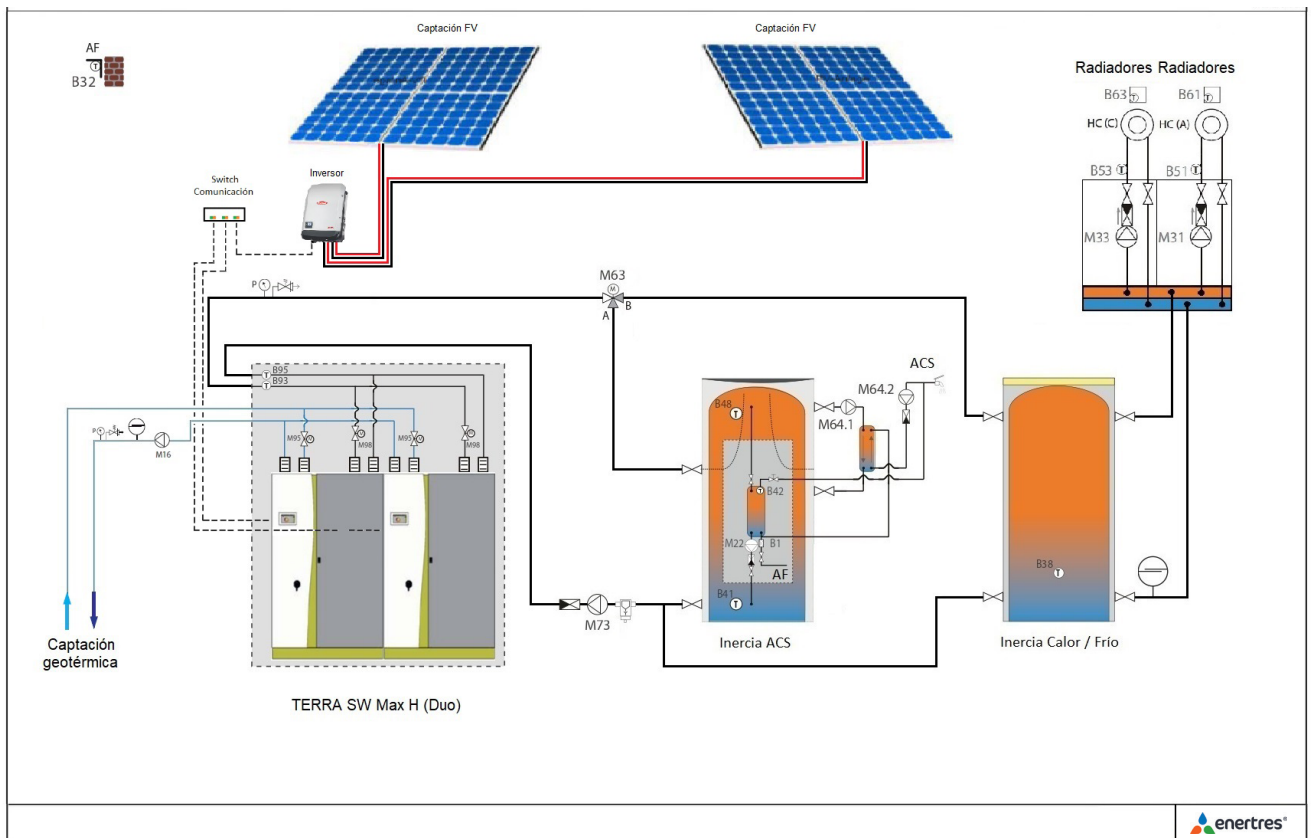 Captación FV
Captación FV
AF
B32
Radiadores
Radiadores
B63
B61
HC (C)
HC (A)
B53
B51
M33
M31
Switch
Comunicación
Inversor
P
M63
M
A
B
B95
B93
P
M16
M95
M98
M95
M98
B48
M64.1
M64.2
ACS
B42
M22
B1
AF
B41
B38
M73
Inercia ACS
Inercia Calor / Frío
Captación
geotérmica
TERRA SW Max H (Duo)
enertres®